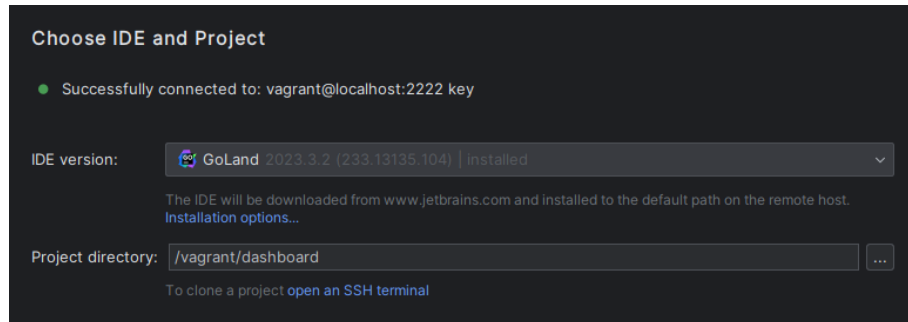 Choose IDE and Project
Successfully connected to: vagrant@localhost:2222 key
IDE version: GoLand 2023.3.2 (233.13135.104) | installed
The IDE will be downloaded from www.jetbrains.com and installed to the default path on the remote host.
Installation options...
Project directory: /vagrant/dashboard ...
To clone a project open an SSH terminal